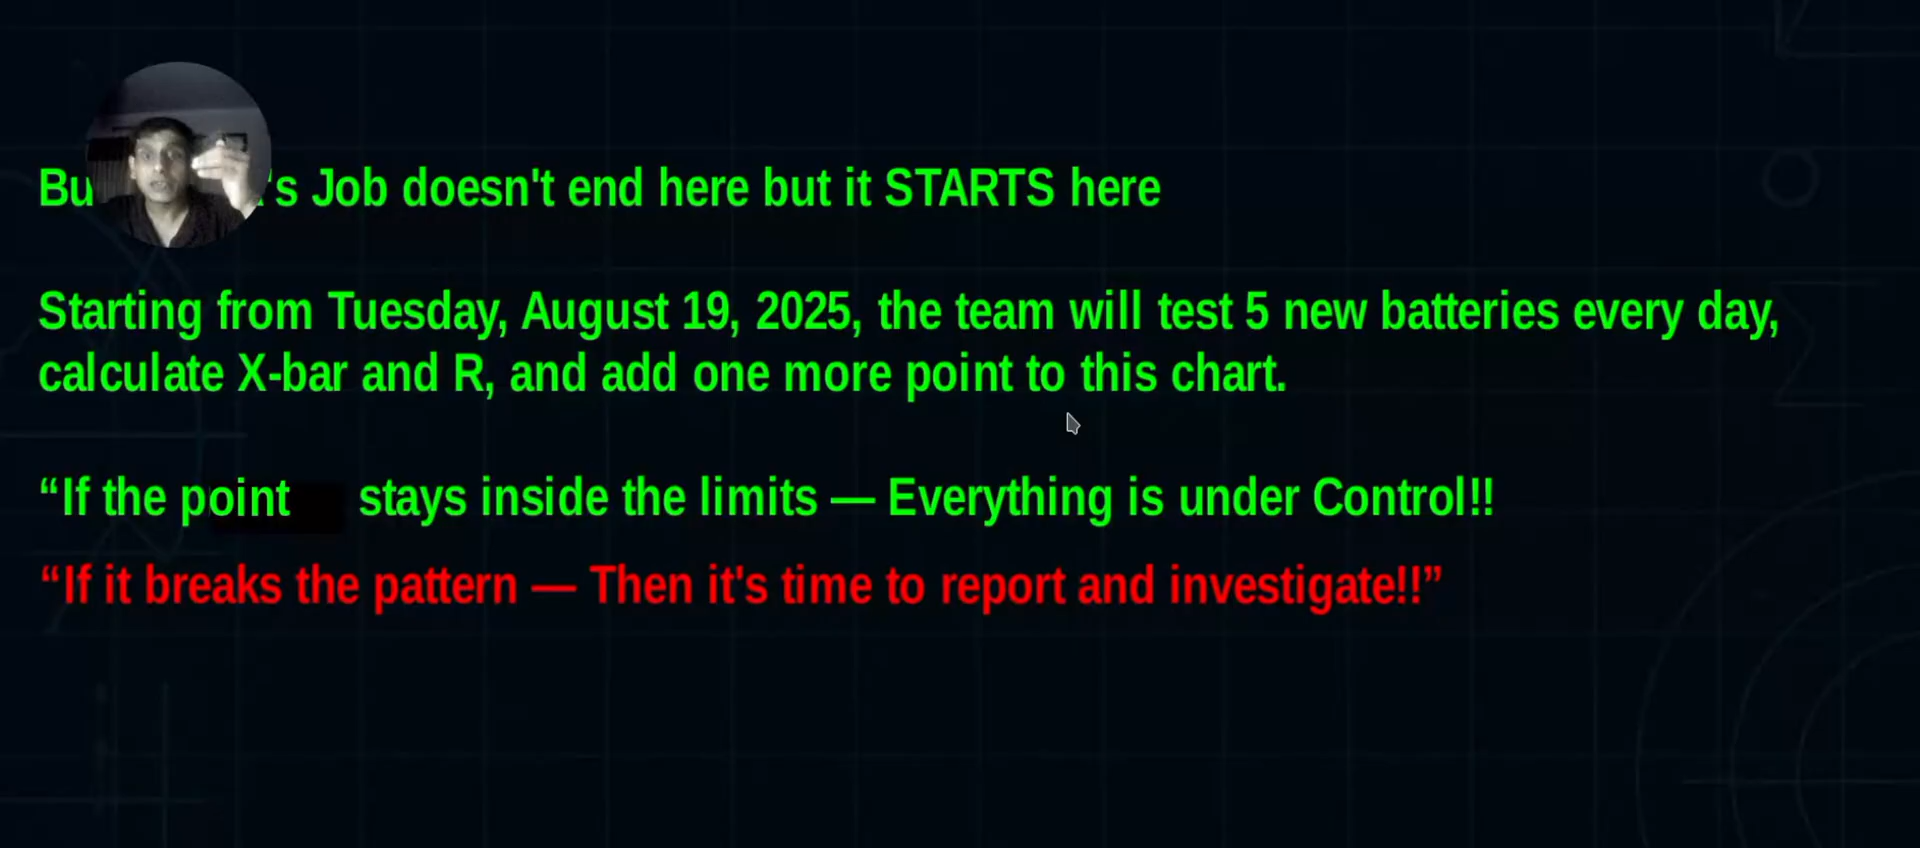 Bu 's Job doesn't end here but it STARTS here
Starting from Tuesday, August 19, 2025, the team will test 5 new batteries every day,
calculate X-bar and R, and add one more point to this chart.
“If the point stays inside the limits — Everything is under Control!!
“If it breaks the pattern — Then it's time to report and investigate!!”